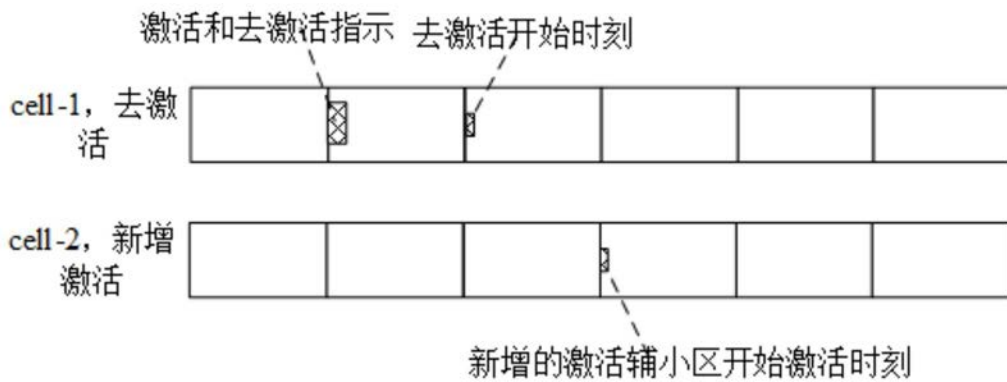 激活和去激活指示
去激活开始时刻
cell-1，去激
活
cell-2，新增
激活
新增的激活辅小区开始激活时刻